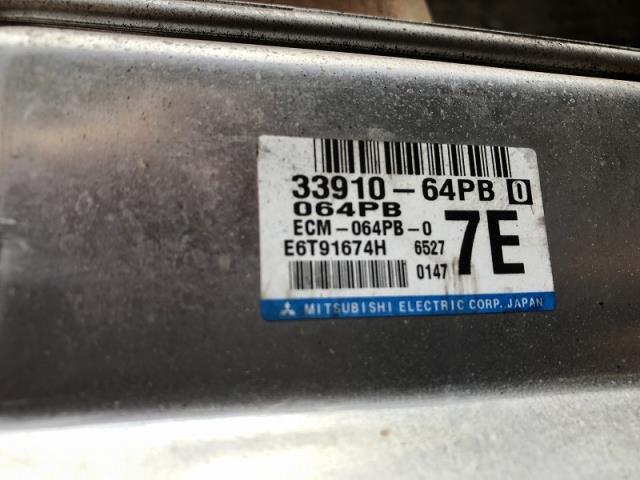 33910-64PB 0
064PB
ECM-064PB-0
E6T91674H 6527
7E
0147
MITSUBISHI ELECTRIC CORP. JAPAN